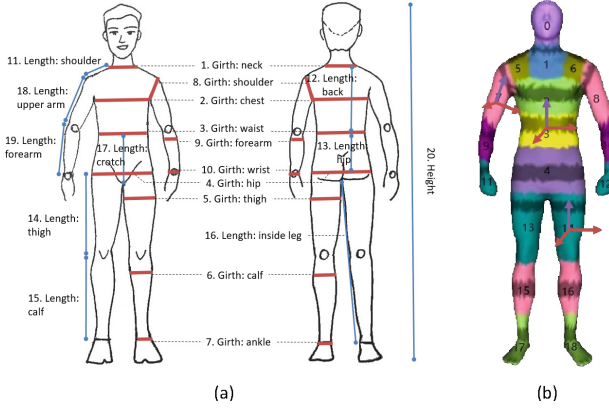 11. Length: shoulder
1. Girth: neck
8. Girth: shoulder
12. Length:
back
18. Length:
upper arm
2. Girth: chest
19. Length:
forearm
3. Girth: waist
9. Girth: forearm
17. Length:
crotch
13. Length:
hip
10. Girth: wrist
4. Girth: hip
5. Girth: thigh
14. Length:
thigh
16. Length: inside leg
6. Girth: calf
15. Length:
calf
7. Girth: ankle
20. Height
0
1
5
6
7
8
3
9
4
11
12
13
15
16
17
18
(a)
(b)